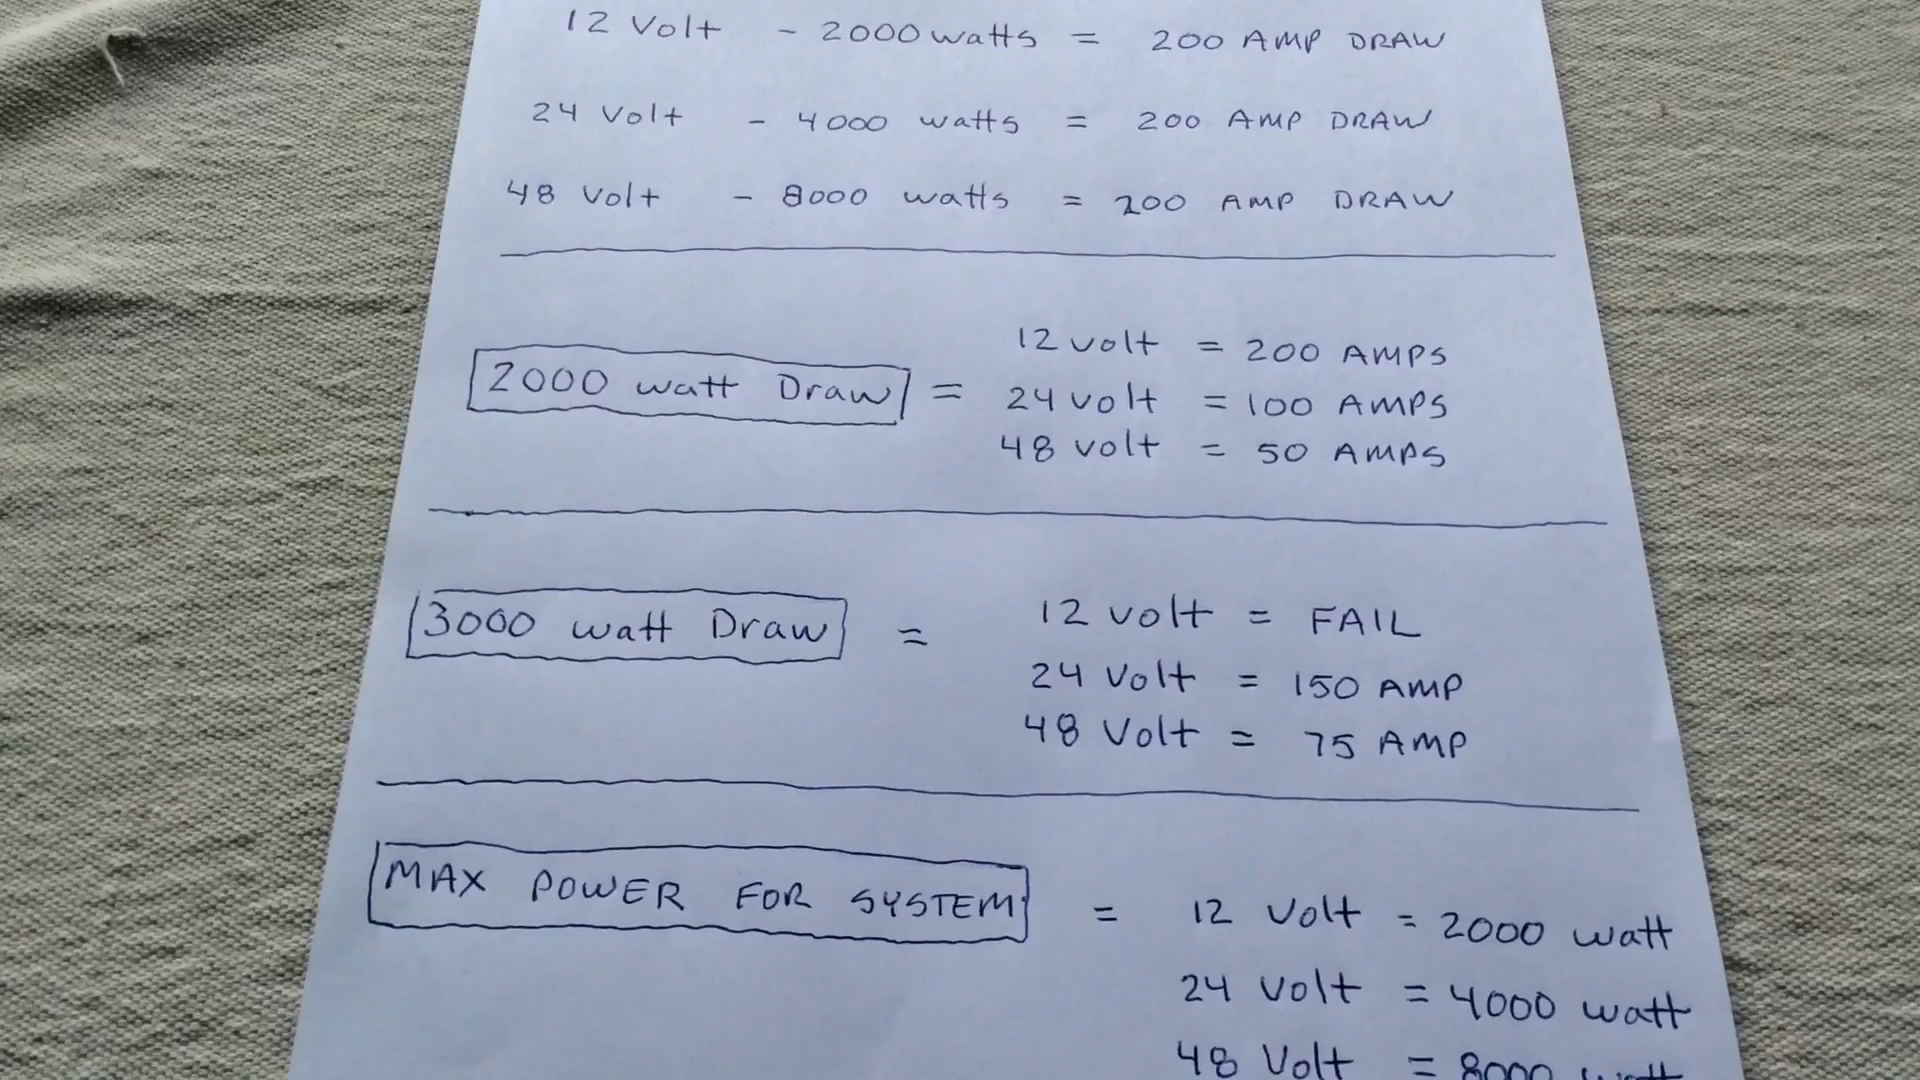 12 Volt - 2000 watts = 200 AMP DRAW
24 Volt - 4000 watts = 200 AMP DRAW
48 Volt - 8000 watts = 200 AMP DRAW
2000 watt Draw =
12 volt = 200 AMPS
24 volt = 100 AMPS
48 volt = 50 AMPS
3000 watt Draw =
12 volt = FAIL
24 Volt = 150 AMP
48 Volt = 75 AMP
MAX POWER FOR SYSTEM =
12 Volt = 2000 watt
24 Volt = 4000 watt
48 Volt = 8000 watt